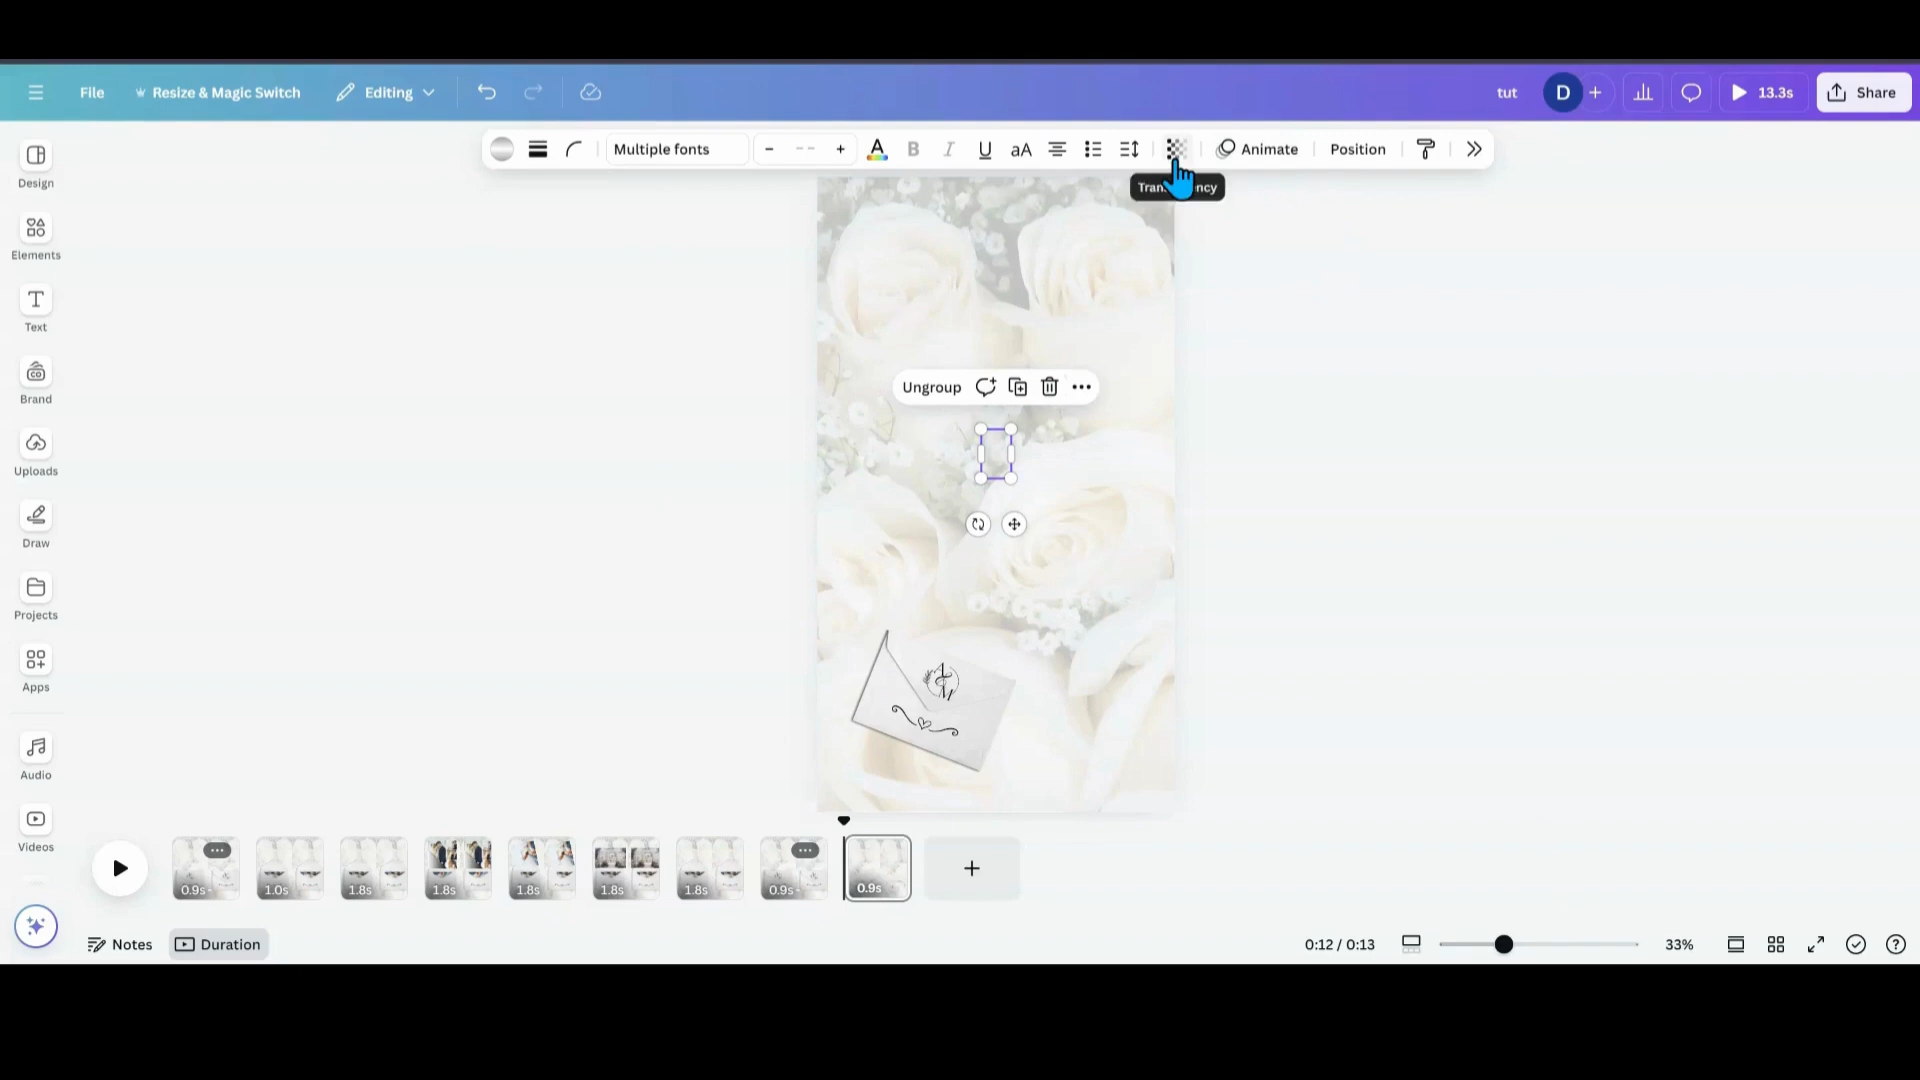 File
Resize & Magic Switch
Editing
tut
D
13.3s
Share
Multiple fonts
A
B
I
U
aA
Animate
Position
Design
Elements
Text
Brand
Uploads
Draw
Projects
Apps
Audio
Videos
Ungroup
A
&
M
0.9s
1.0s
1.8s
1.8s
1.8s
1.8s
1.8s
0.9s
0.9s
Notes
Duration
0:12 / 0:13
33%